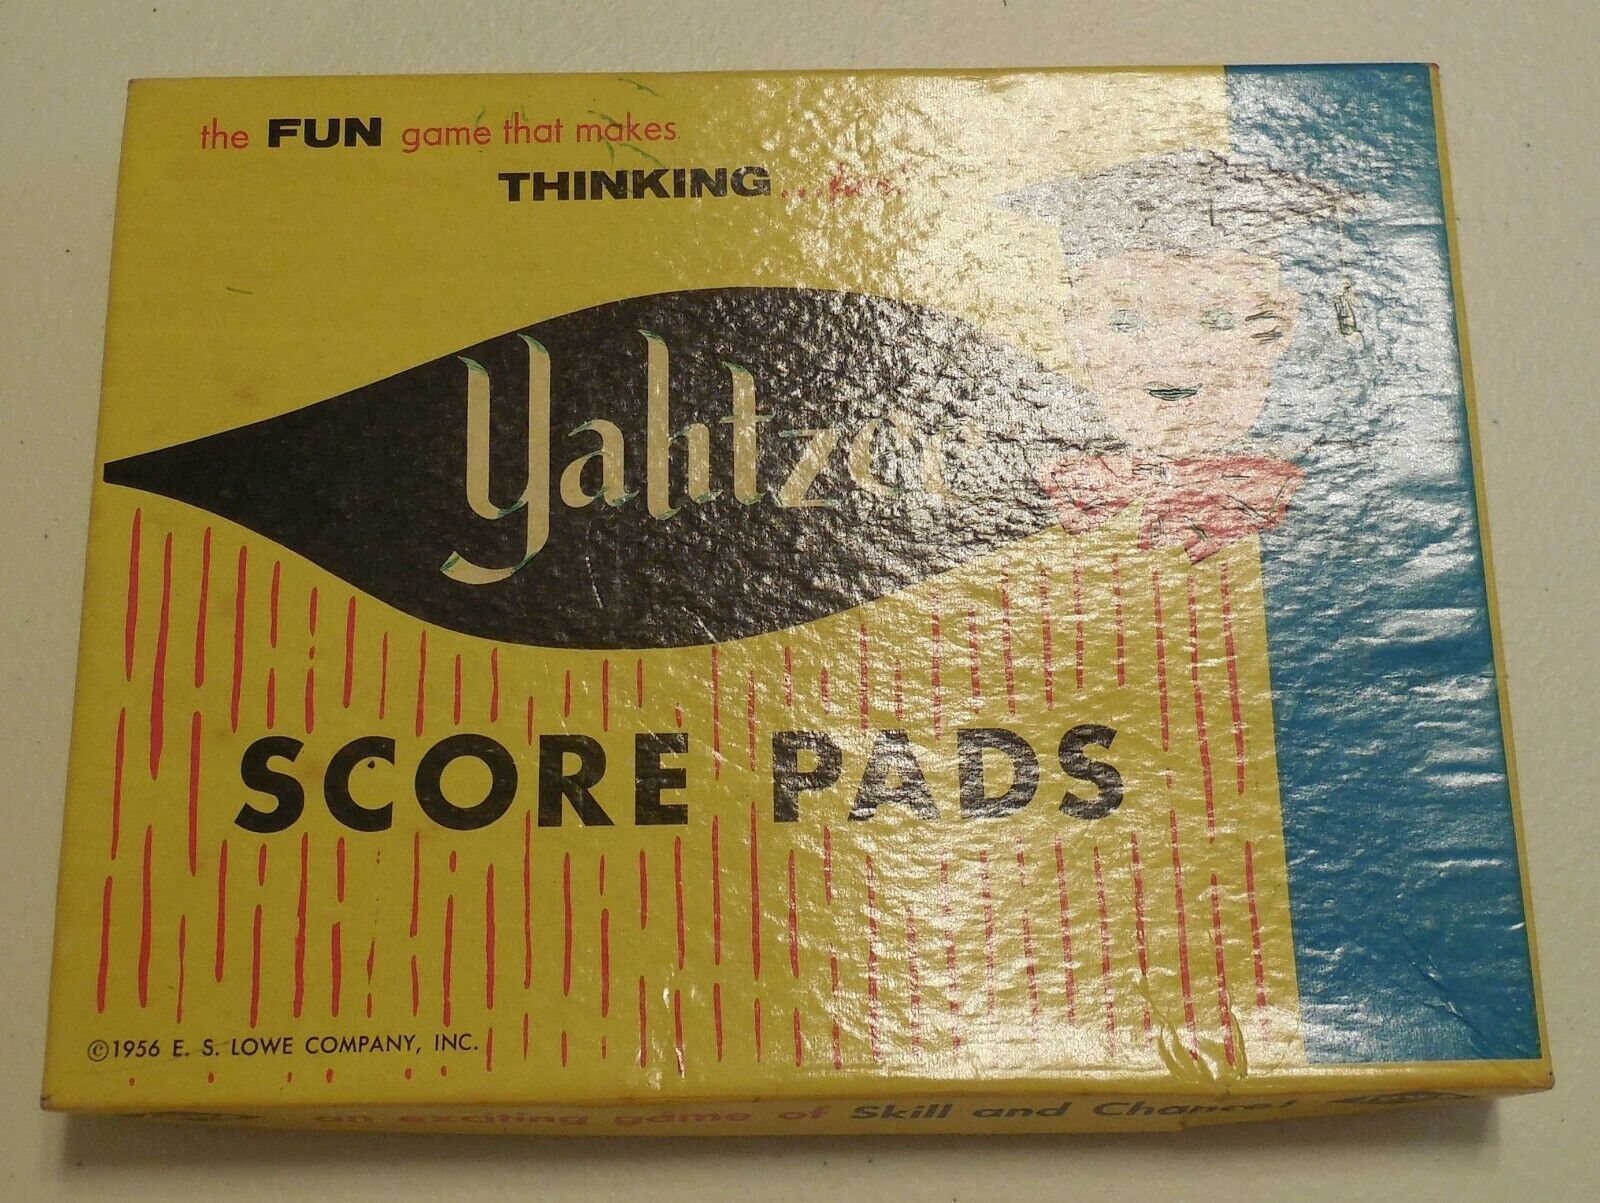 the FUN game that makes
THINKING...fun!
Yahtzee
SCORE PADS
©1956 E. S. LOWE COMPANY, INC.
an exciting game of Skill and Chance!